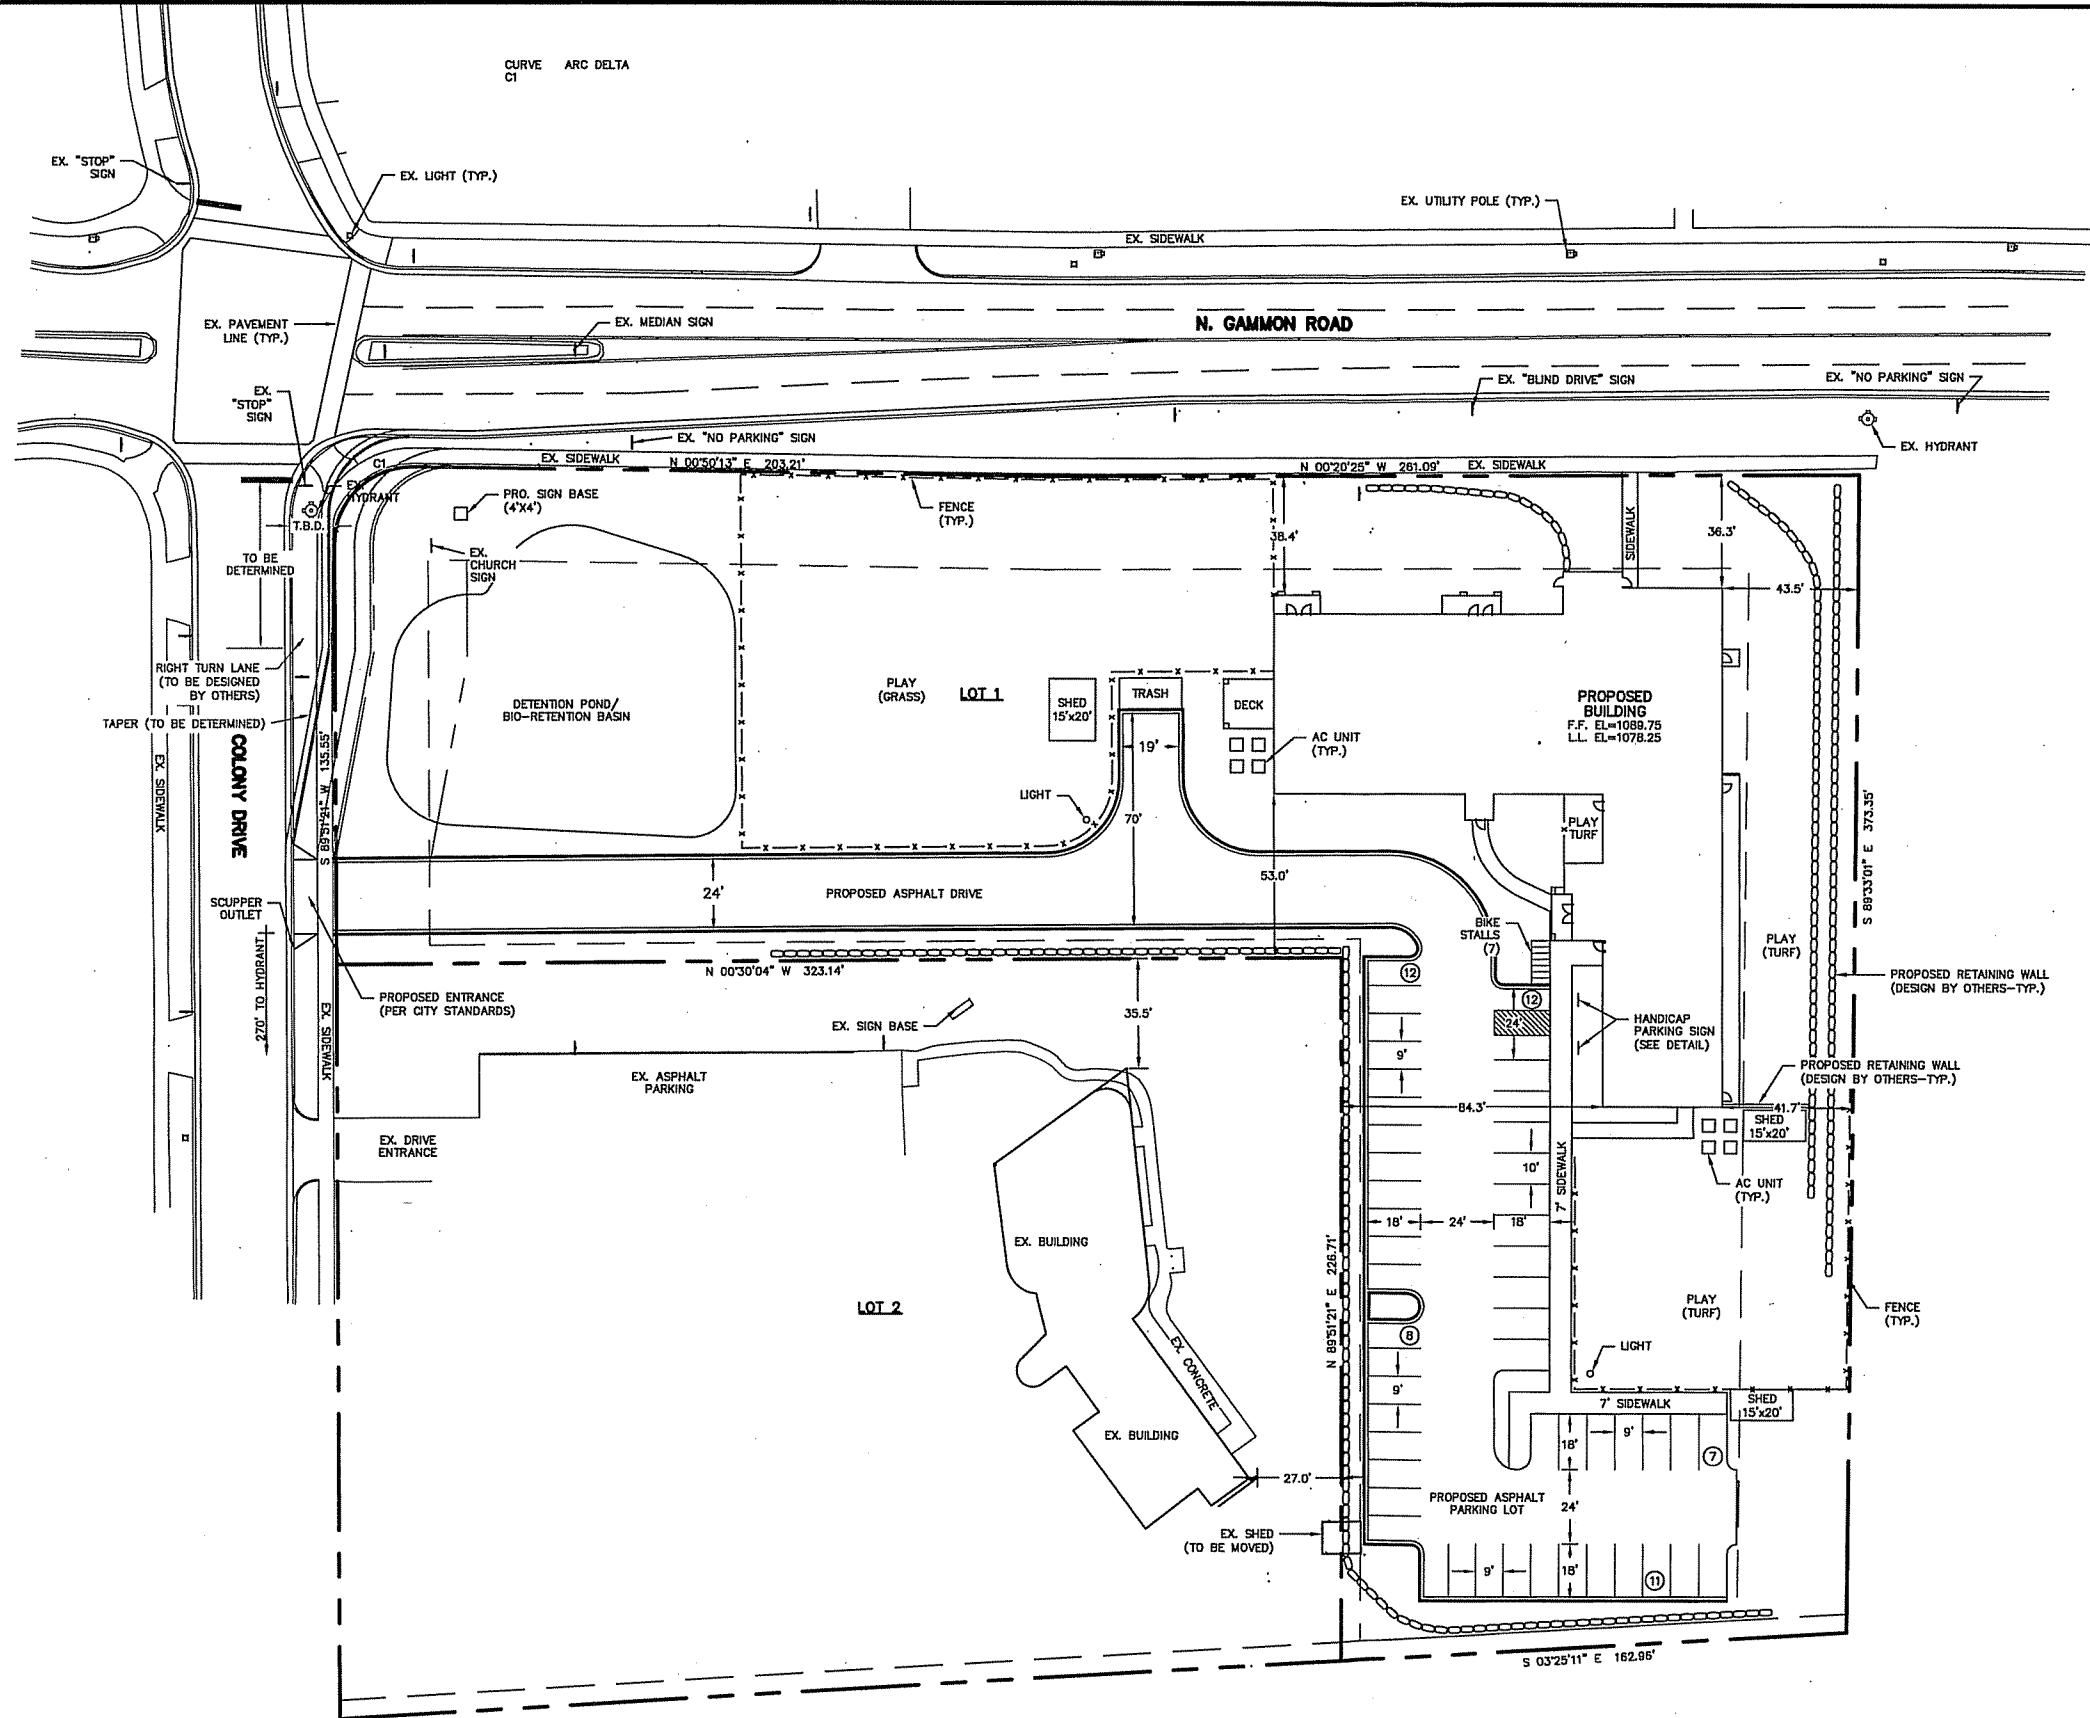 CURVE ARC DELTA
C1
EX. "STOP"
SIGN
EX. LIGHT (TYP.)
EX. UTILITY POLE (TYP.)
EX. SIDEWALK
EX. PAVEMENT
LINE (TYP.)
EX. MEDIAN SIGN
N. GAMMON ROAD
EX.
"STOP"
SIGN
EX. "BLIND DRIVE" SIGN
EX. "NO PARKING" SIGN
EX. "NO PARKING" SIGN
EX. HYDRANT
C1
EX. SIDEWALK
N 00°50'13" E 203.21'
N 00°20'25" W 261.09'
EX. SIDEWALK
EX.
HYDRANT
PRO. SIGN BASE
(4'X4')
FENCE
(TYP.)
T.B.D.
38.4'
SIDEWALK
36.3'
TO BE
DETERMINED
EX.
CHURCH
SIGN
43.5'
RIGHT TURN LANE
(TO BE DESIGNED
BY OTHERS)
TAPER (TO BE DETERMINED)
DETENTION POND/
BIO-RETENTION BASIN
PLAY
(GRASS)
LOT 1
SHED
15'x20'
TRASH
DECK
PROPOSED
BUILDING
F.F. EL=1089.75
L.L. EL=1078.25
19'
AC UNIT
(TYP.)
COLONY DRIVE
EX. SIDEWALK
S 89°51'21" W 135.55'
LIGHT
70'
PLAY
TURF
S 89°33'01" E 373.35'
24'
PROPOSED ASPHALT DRIVE
53.0'
SCUPPER
OUTLET
BIKE
STALLS
(7)
PLAY
(TURF)
N 00°30'04" W 323.14'
12
PROPOSED RETAINING WALL
(DESIGN BY OTHERS-TYP.)
270' TO HYDRANT
PROPOSED ENTRANCE
(PER CITY STANDARDS)
EX. SIDEWALK
EX. SIGN BASE
35.5'
12
24'
HANDICAP
PARKING SIGN
(SEE DETAIL)
9'
EX. ASPHALT
PARKING
PROPOSED RETAINING WALL
(DESIGN BY OTHERS-TYP.)
84.3'
41.7'
SHED
15'x20'
EX. DRIVE
ENTRANCE
10'
7' SIDEWALK
AC UNIT
(TYP.)
18'
24'
18'
EX. BUILDING
N 89°51'21" E 226.71'
LOT 2
PLAY
(TURF)
FENCE
(TYP.)
8
LIGHT
EX. CONCRETE
9'
7' SIDEWALK
SHED
15'x20'
EX. BUILDING
18'
9'
7
27.0'
PROPOSED ASPHALT
PARKING LOT
24'
EX. SHED
(TO BE MOVED)
9'
18'
11
S 03°25'11" E 162.95'